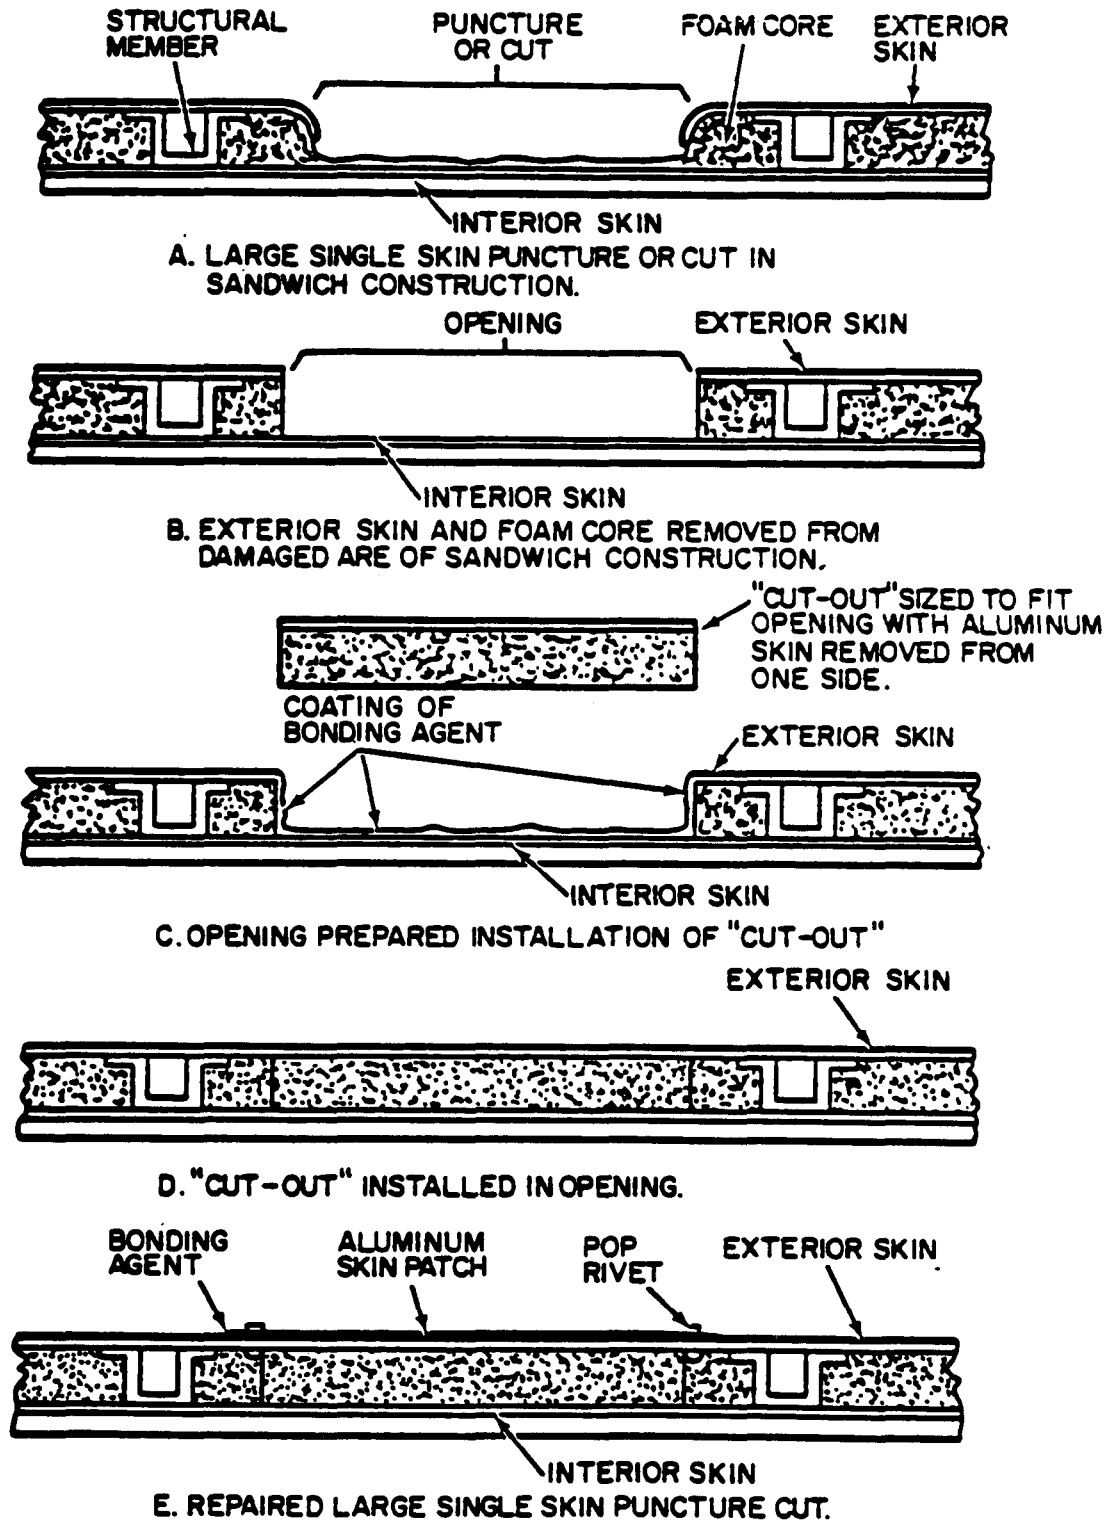 STRUCTURAL
MEMBER
PUNCTURE
OR CUT
FOAM CORE
EXTERIOR
SKIN
INTERIOR SKIN
A. LARGE SINGLE SKIN PUNCTURE OR CUT IN
SANDWICH CONSTRUCTION.
OPENING
EXTERIOR SKIN
INTERIOR SKIN
B. EXTERIOR SKIN AND FOAM CORE REMOVED FROM
DAMAGED ARE OF SANDWICH CONSTRUCTION.
"CUT-OUT" SIZED TO FIT
OPENING WITH ALUMINUM
SKIN REMOVED FROM
ONE SIDE.
COATING OF
BONDING AGENT
EXTERIOR SKIN
INTERIOR SKIN
C. OPENING PREPARED INSTALLATION OF "CUT-OUT"
EXTERIOR SKIN
D. "CUT-OUT" INSTALLED IN OPENING.
BONDING
AGENT
ALUMINUM
SKIN PATCH
POP
RIVET
EXTERIOR SKIN
INTERIOR SKIN
E. REPAIRED LARGE SINGLE SKIN PUNCTURE CUT.